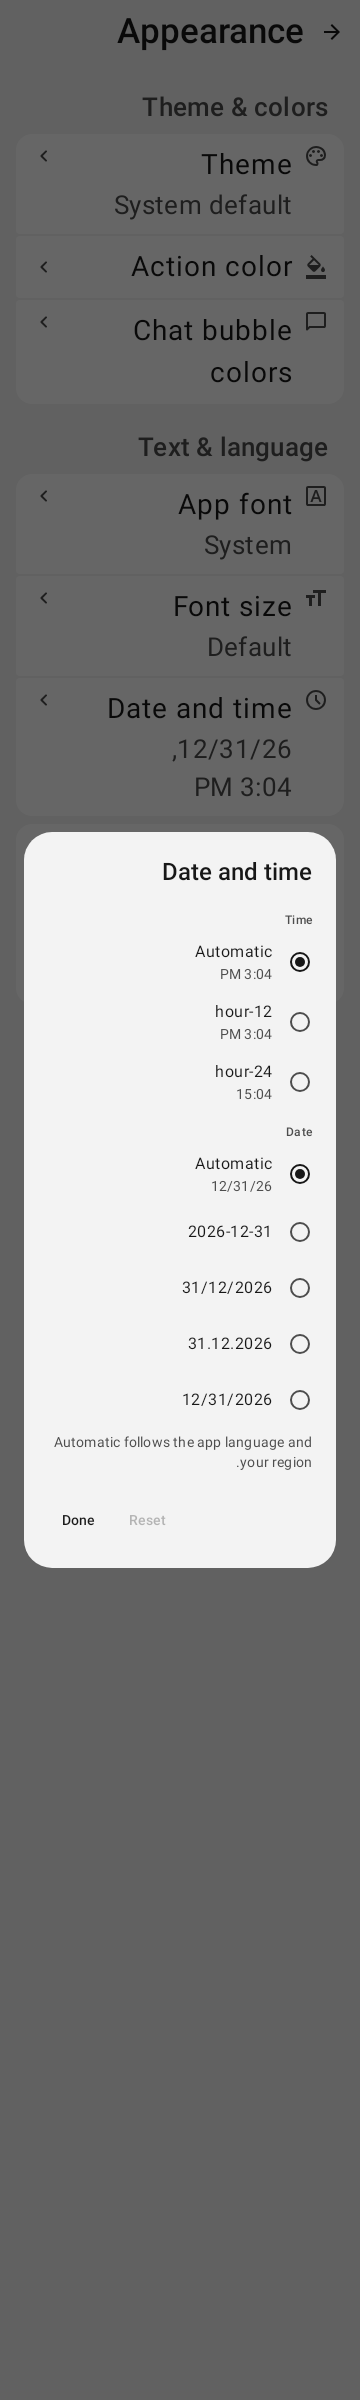 Appearance
Theme & colors
Theme
System default
Action color
Chat bubble
colors
Text & language
App font
System
Font size
Default
Date and time
,12/31/26
PM 3:04
Date and time
Time
Automatic
PM 3:04
hour-12
PM 3:04
hour-24
15:04
Date
Automatic
12/31/26
2026-12-31
31/12/2026
31.12.2026
12/31/2026
Automatic follows the app language and
.your region
Done Reset